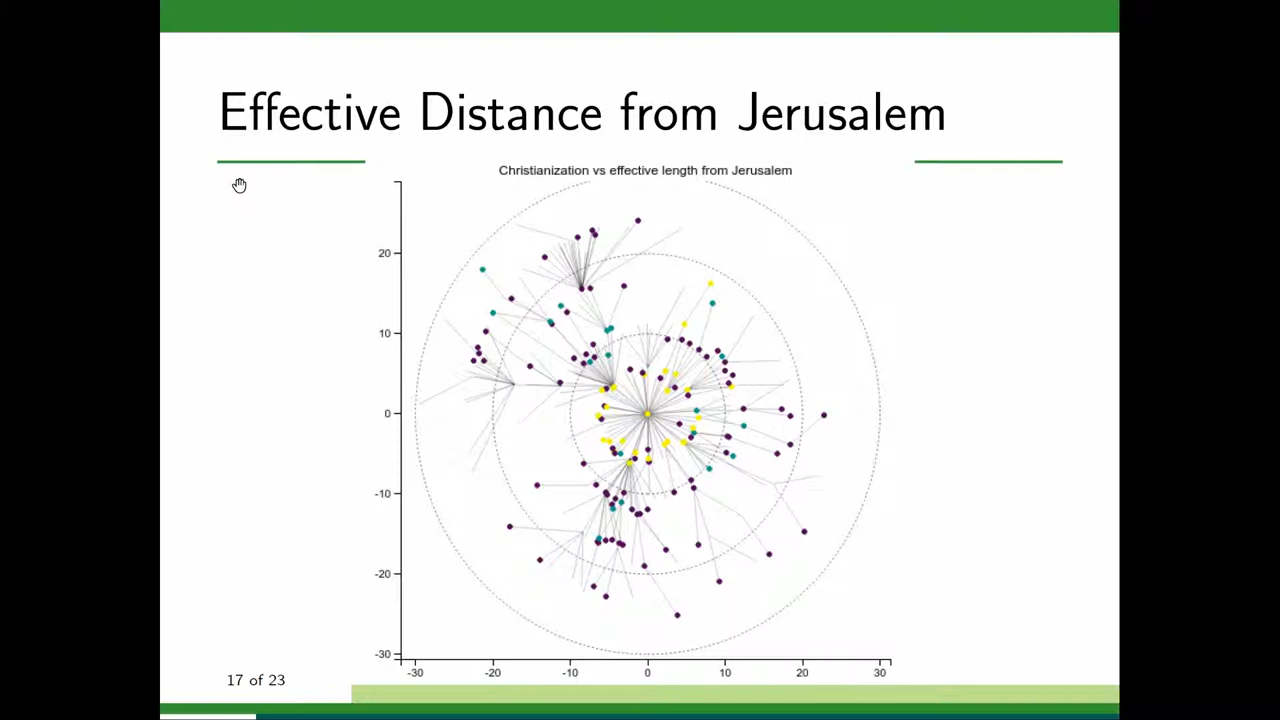 Effective Distance from Jerusalem
Christianization vs effective length from Jerusalem
20
10
0
-10
-20
-30
-30 -20 -10 0 10 20 30
17 of 23